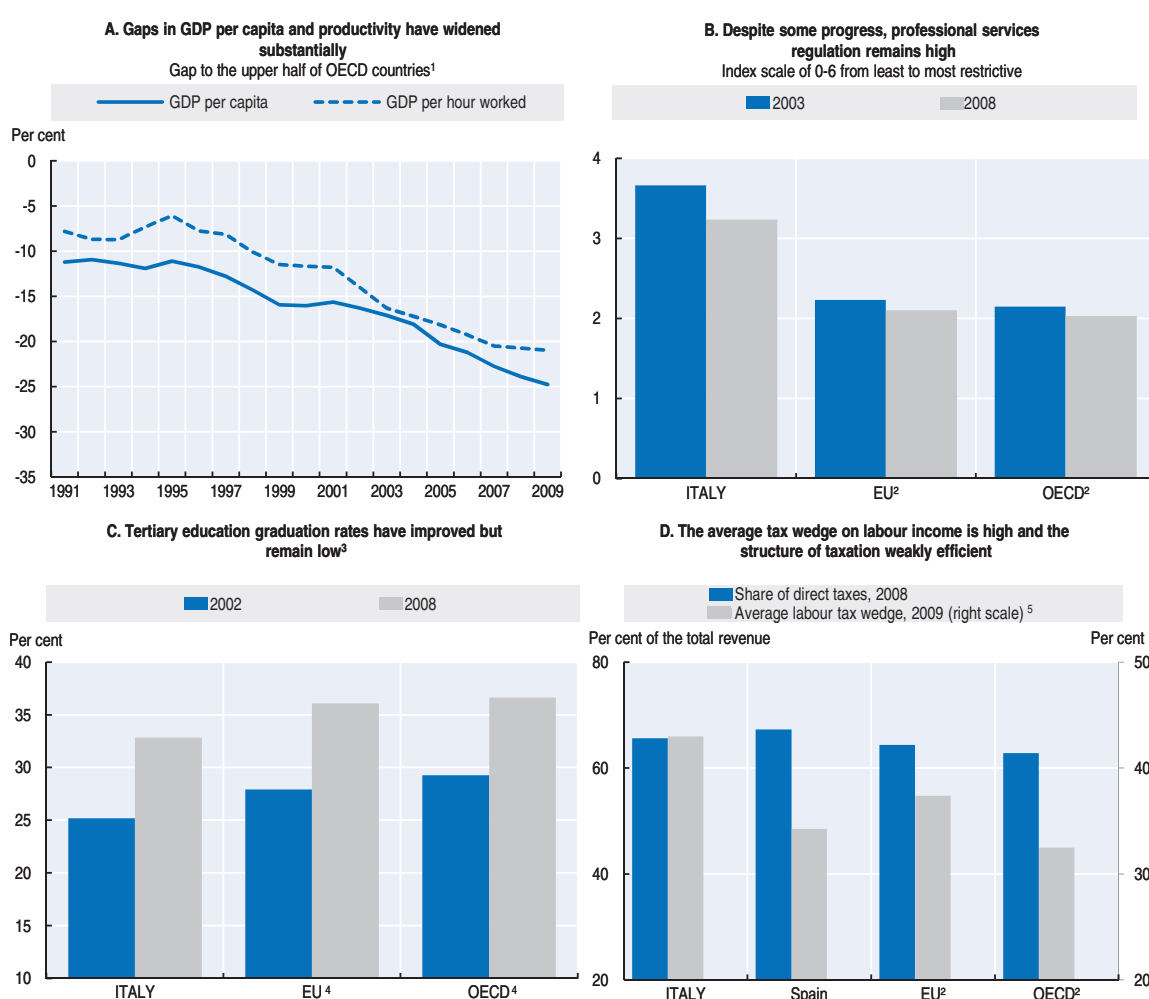 A. Gaps in GDP per capita and productivity have widened
substantially
Gap to the upper half of OECD countries¹
GDP per capita
GDP per hour worked
Per cent
0
-5
-10
-15
-20
-25
-30
-35
1991 1993 1995 1997 1999 2001 2003 2005 2007 2009
B. Despite some progress, professional services
regulation remains high
Index scale of 0-6 from least to most restrictive
2003
2008
4
3
2
1
0
ITALY EU² OECD²
C. Tertiary education graduation rates have improved but
remain low³
2002
2008
Per cent
40
35
30
25
20
15
10
ITALY EU ⁴ OECD⁴
D. The average tax wedge on labour income is high and the
structure of taxation weakly efficient
Share of direct taxes, 2008
Average labour tax wedge, 2009 (right scale) ⁵
Per cent of the total revenue
Per cent
80
60
40
20
50
40
30
20
ITALY Spain EU² OECD²